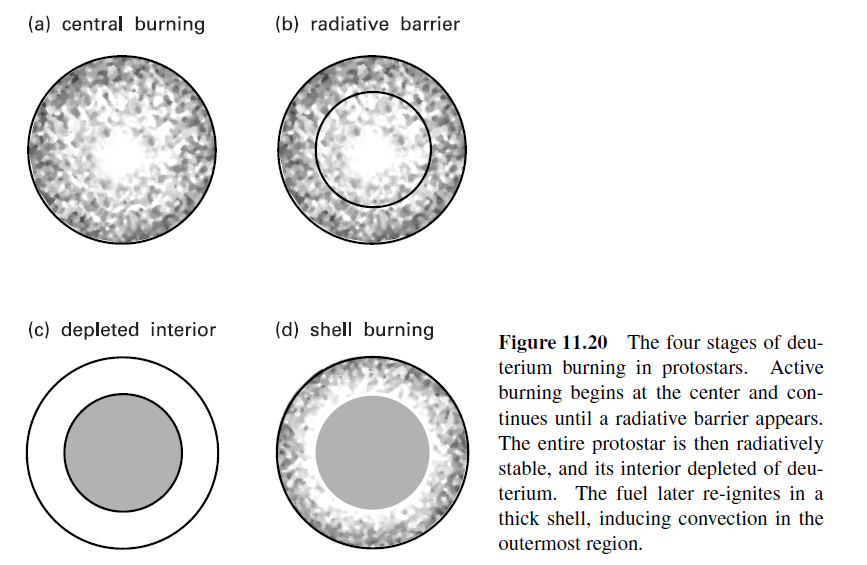 (a) central burning
(b) radiative barrier
(c) depleted interior
(d) shell burning
Figure 11.20 The four stages of deu-
terium burning in protostars. Active
burning begins at the center and con-
tinues until a radiative barrier appears.
The entire protostar is then radiatively
stable, and its interior depleted of deu-
terium. The fuel later re-ignites in a
thick shell, inducing convection in the
outermost region.